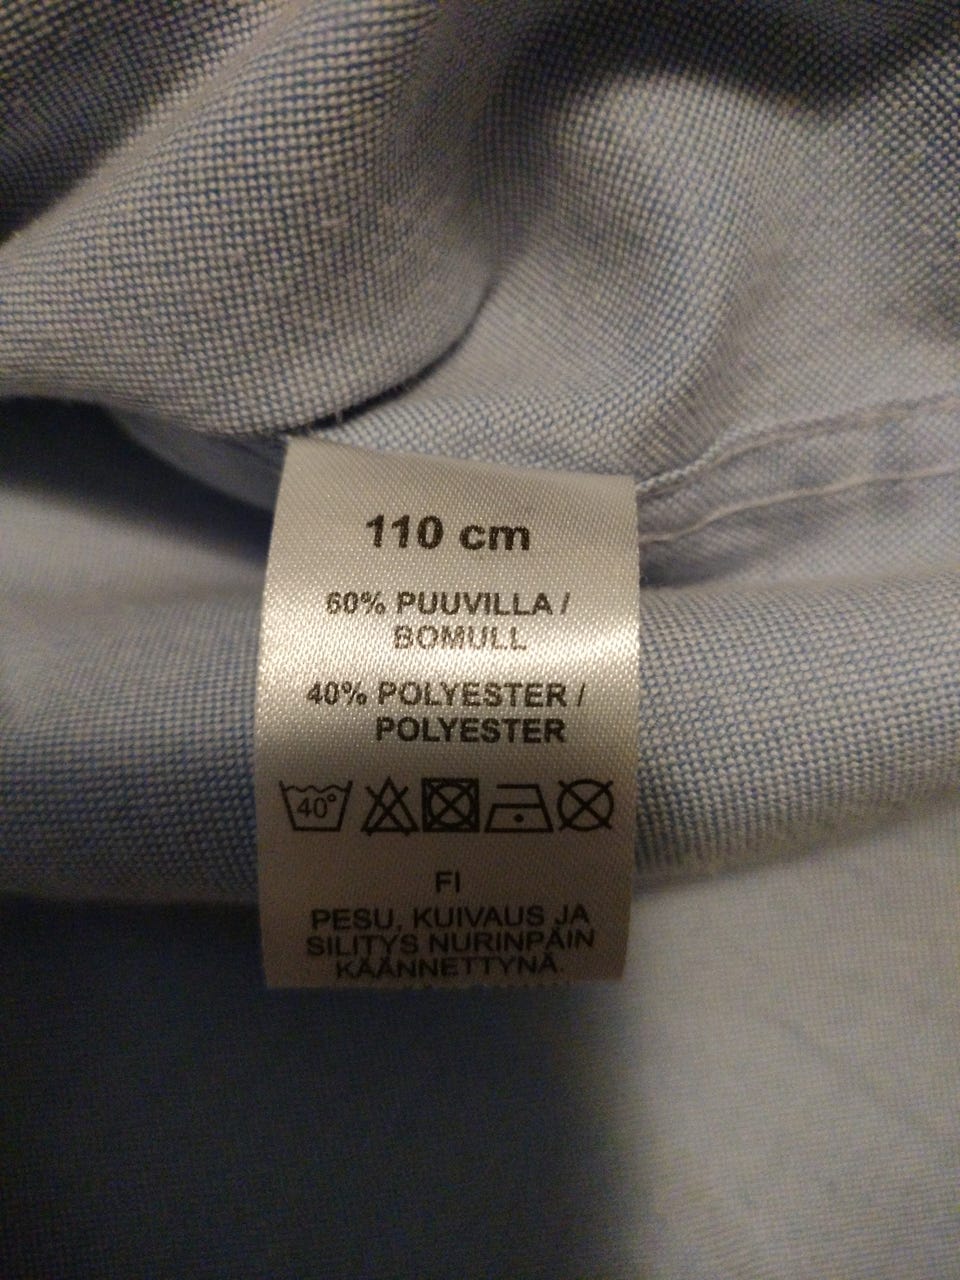 110 cm
60% PUUVILLA /
BOMULL
40% POLYESTER /
POLYESTER
40°
FI
PESU, KUIVAUS JA
SILITYS NURINPÄIN
KÄÄNNETTYNÄ.